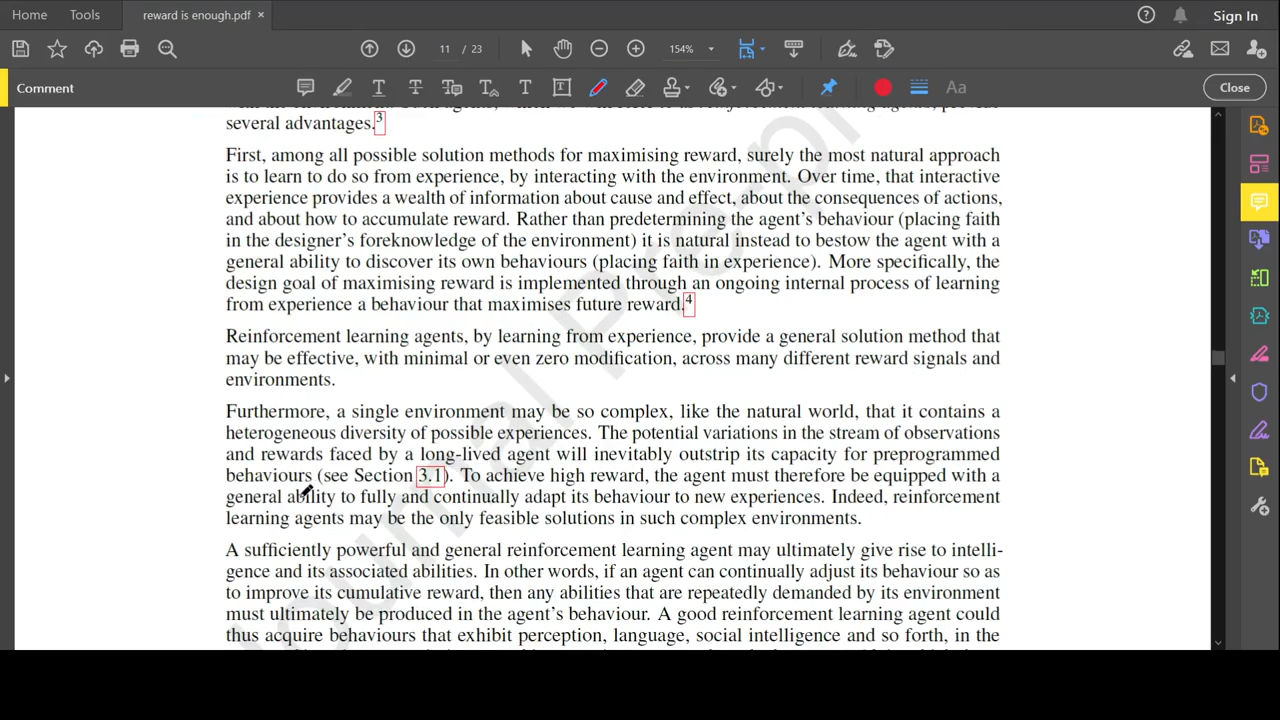 Home
Tools
reward is enough.pdf ×
Sign In
11 / 23
154%
Comment
Aa
Close
several advantages.3
First, among all possible solution methods for maximising reward, surely the most natural approach
is to learn to do so from experience, by interacting with the environment. Over time, that interactive
experience provides a wealth of information about cause and effect, about the consequences of actions,
and about how to accumulate reward. Rather than predetermining the agent's behaviour (placing faith
in the designer's foreknowledge of the environment) it is natural instead to bestow the agent with a
general ability to discover its own behaviours (placing faith in experience). More specifically, the
design goal of maximising reward is implemented through an ongoing internal process of learning
from experience a behaviour that maximises future reward.4
Reinforcement learning agents, by learning from experience, provide a general solution method that
may be effective, with minimal or even zero modification, across many different reward signals and
environments.
Furthermore, a single environment may be so complex, like the natural world, that it contains a
heterogeneous diversity of possible experiences. The potential variations in the stream of observations
and rewards faced by a long-lived agent will inevitably outstrip its capacity for preprogrammed
behaviours (see Section 3.1). To achieve high reward, the agent must therefore be equipped with a
general ability to fully and continually adapt its behaviour to new experiences. Indeed, reinforcement
learning agents may be the only feasible solutions in such complex environments.
A sufficiently powerful and general reinforcement learning agent may ultimately give rise to intelli-
gence and its associated abilities. In other words, if an agent can continually adjust its behaviour so as
to improve its cumulative reward, then any abilities that are repeatedly demanded by its environment
must ultimately be produced in the agent's behaviour. A good reinforcement learning agent could
thus acquire behaviours that exhibit perception, language, social intelligence and so forth, in the
Journal Pre-p